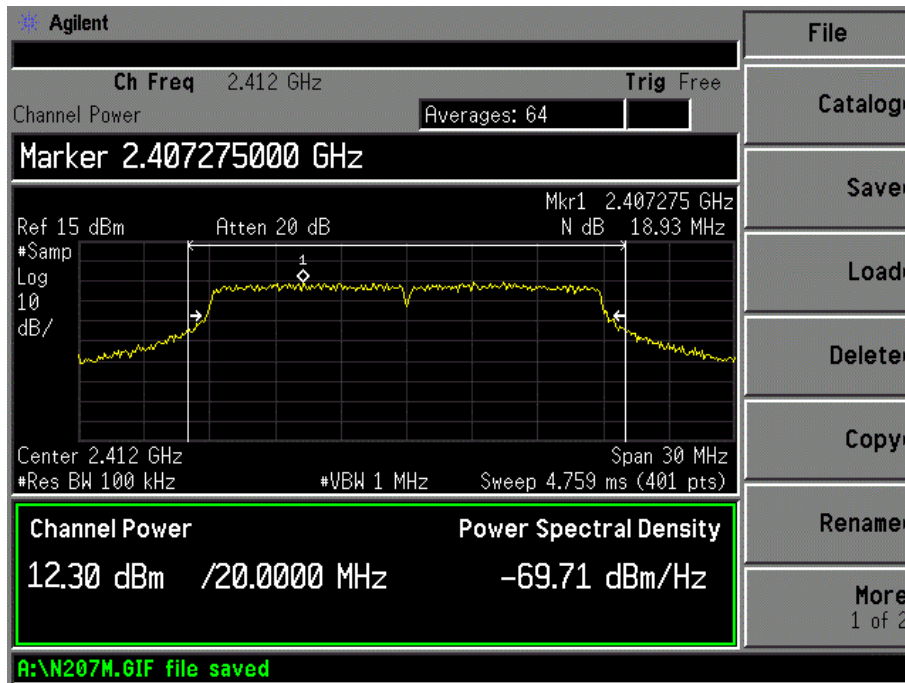 Agilent
File
Ch Freq 2.412 GHz Trig Free
Channel Power Averages: 64
Catalog
Marker 2.407275000 GHz
Save
Mkr1 2.407275 GHz
Ref 15 dBm Atten 20 dB N dB 18.93 MHz
#Samp
1
Log
Load
10
dB/
Delete
Copy
Center 2.412 GHz Span 30 MHz
#Res BW 100 kHz #VBW 1 MHz Sweep 4.759 ms (401 pts)
Channel Power Power Spectral Density
Rename
12.30 dBm /20.0000 MHz -69.71 dBm/Hz
More
1 of 2
A:\N207M.GIF file saved